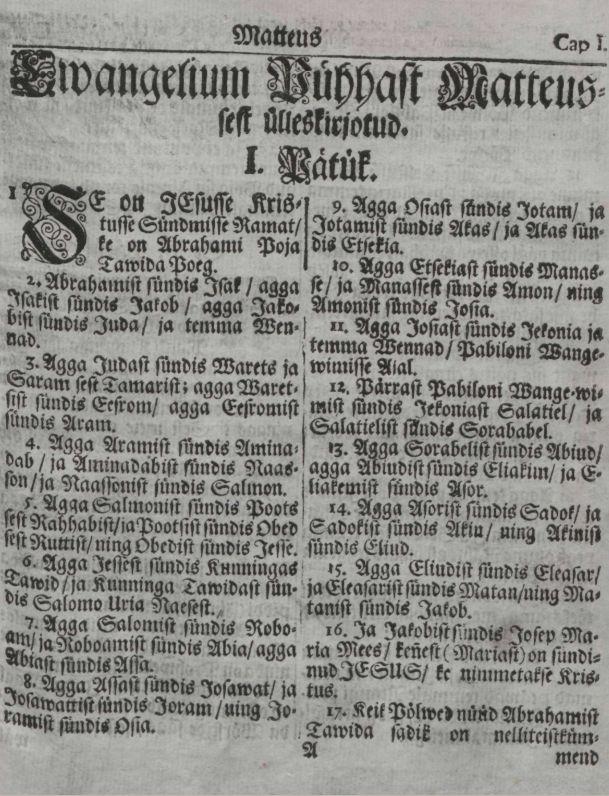 Matteus
Cap I.
Ewangelium Pühhast Matteus-
sest ülleskirjotud.
I. Pätük.
1 SE on JEsusse Kris-
tusse Sündmisse Ramat/
ke on Abrahami Poja
Tawida Poeg.
2. Abrahamist sündis Isak / agga
Isakist sündis Jakob / agga Jako-
bist sündis Juda/ ja temma Wen-
nad.
3. Agga Judast sündis Warets ja
Saram sest Tamarist; agga Waret-
sist sündis Eesrom/ agga Eesromist
sündis Aram.
4. Agga Aramist sündis Amina-
dab / ja Aminadabist sündis Naas-
son/ ja Naassonist sündis Salmon.
5. Agga Salmonist sündis Poots
sest Rahhabist/ja Pootsist sündis Obed
sest Ruttist/ ning Obedist sündis Jesse.
6. Agga Jessest sündis Kunningas
Tawid/ ja Kunninga Tawidast sün-
dis Salomo Uria Naesest.
7. Agga Salomist sündis Robo-
am/ ja Roboamist sündis Abia/ agga
Abiast sündis Assa.
8. Agga Assast sündis Josawat/ ja
Josawattist sündis Joram / ning Jo-
ramist sündis Osia.
9. Agga Osiast sündis Jotam/ ja
Jotamist sündis Akas/ ja Akas sün-
dis Etsekia.
10. Agga Etsekiast sündis Manas-
se/ ja Manassest sündis Amon/ ning
Amonist sündis Josia.
11. Agga Josiast sündis Jekonia ja
temma Wennad/ Pabiloni Wange-
wimisse Aial.
12. Pärrast Pabiloni Wange-wi-
mist sündis Jekoniast Salatiel/ ja
Salatielist sündis Sorababel.
13. Agga Sorabelist sündis Abiud/
agga Abiudist sündis Eliakim/ ja E-
liakemist sündis Asor.
14. Agga Asorist sündis Sadok/ ja
Sadokist sündis Akin/ ning Akinist
sündis Eliud.
15. Agga Eliudist sündis Eleasar/
ja Eleasarist sündis Matan/ning Ma-
tanist sündis Jakob.
16. Ja Jakobist sündis Josep Ma-
ria Mees/ keñest (Mariast) on sündi-
nud JESUS/ ke nimmetakse Kris-
tus.
17. Keik Pölwed nüüd Abrahamist
Tawida sadik on nelliteistküm-
A mend